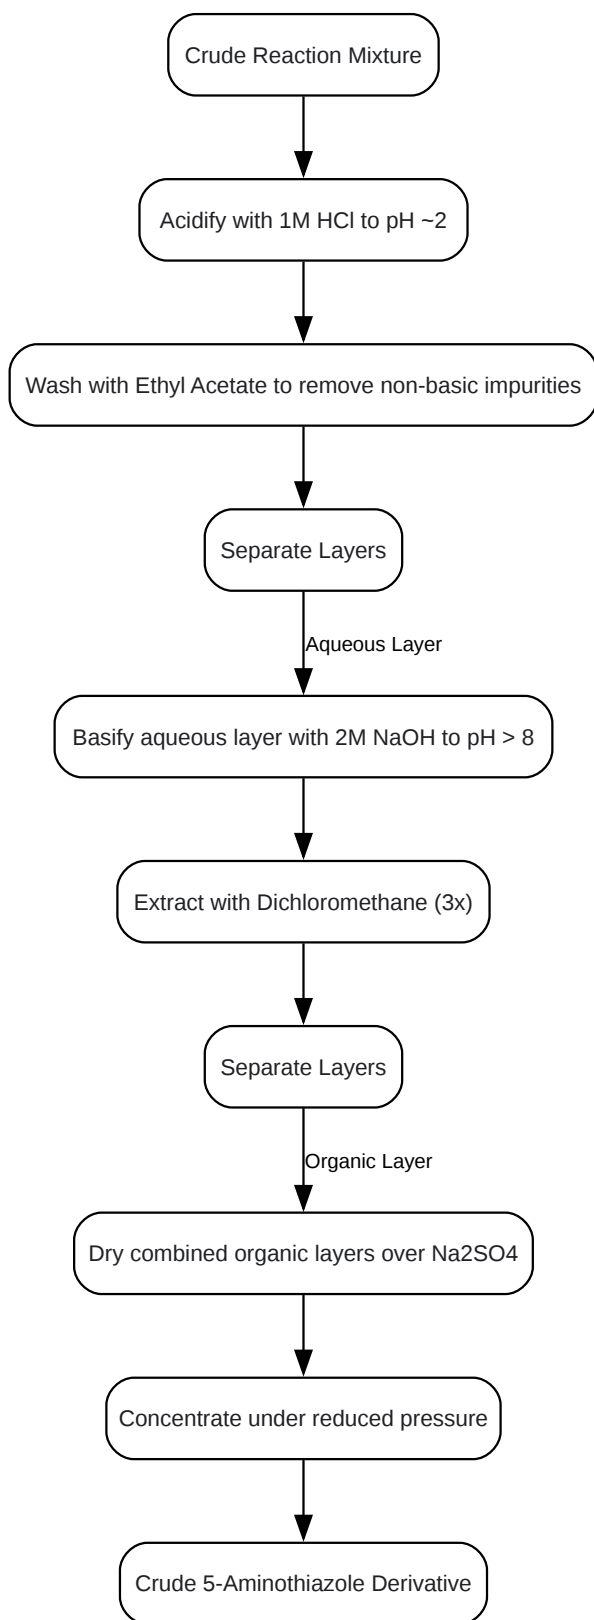 Crude Reaction Mixture
Acidify with 1M HCl to pH ~2
Wash with Ethyl Acetate to remove non-basic impurities
Separate Layers
Aqueous Layer
Basify aqueous layer with 2M NaOH to pH > 8
Extract with Dichloromethane (3x)
Separate Layers
Organic Layer
Dry combined organic layers over Na2SO4
Concentrate under reduced pressure
Crude 5-Aminothiazole Derivative